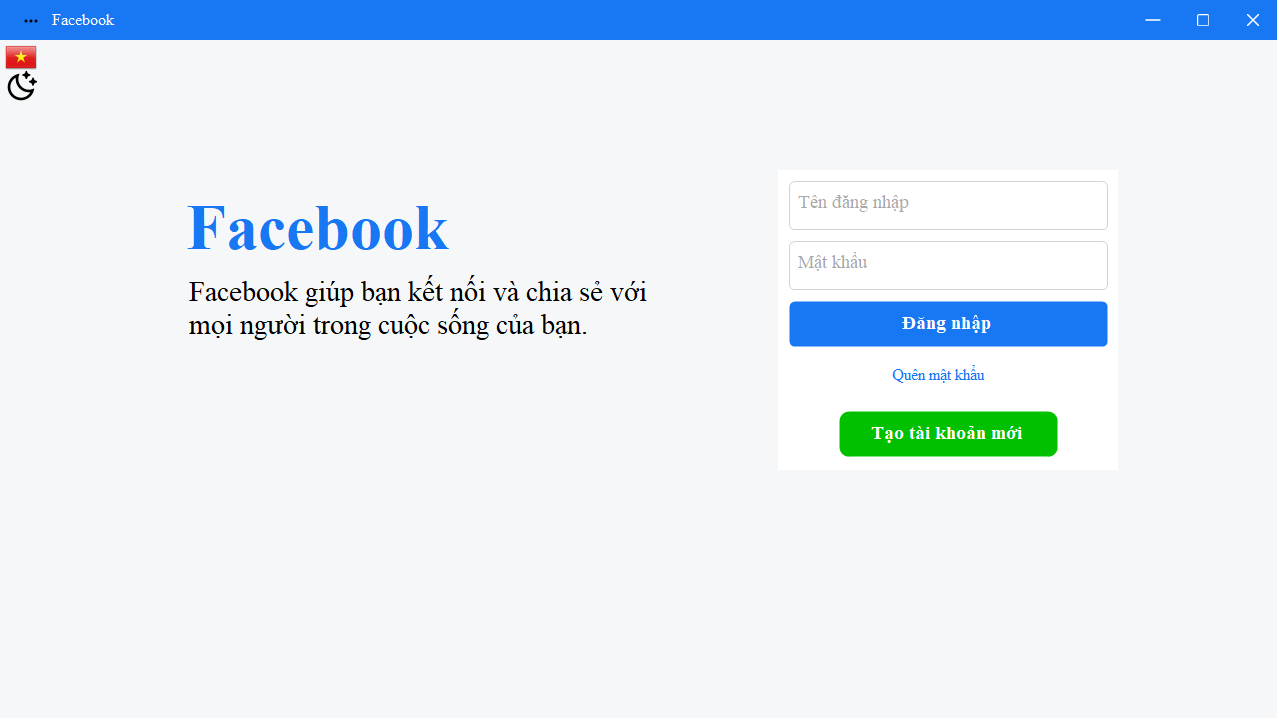 Facebook
Facebook
Facebook giúp bạn kết nối và chia sẻ với
mọi người trong cuộc sống của bạn.
Tên đăng nhập
Mật khẩu
Đăng nhập
Quên mật khẩu
Tạo tài khoản mới